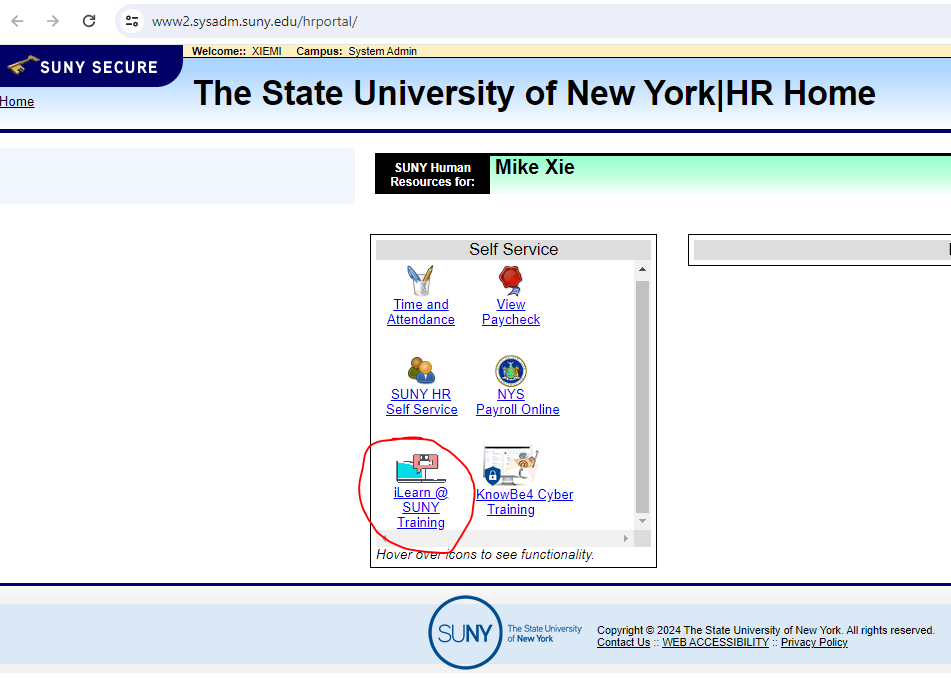 www2.sysadm.suny.edu/hrportal/
Welcome:: XIEMI Campus: System Admin
SUNY SECURE
The State University of New York|HR Home
Home
SUNY Human
Resources for:
Mike Xie
Self Service
Time and
Attendance
View
Paycheck
SUNY HR
Self Service
NYS
Payroll Online
iLearn @
SUNY
Training
KnowBe4 Cyber
Training
Hover over icons to see functionality.
SUNY
The State University
of New York
Copyright © 2024 The State University of New York. All rights reserved.
Contact Us :: WEB ACCESSIBILITY :: Privacy Policy